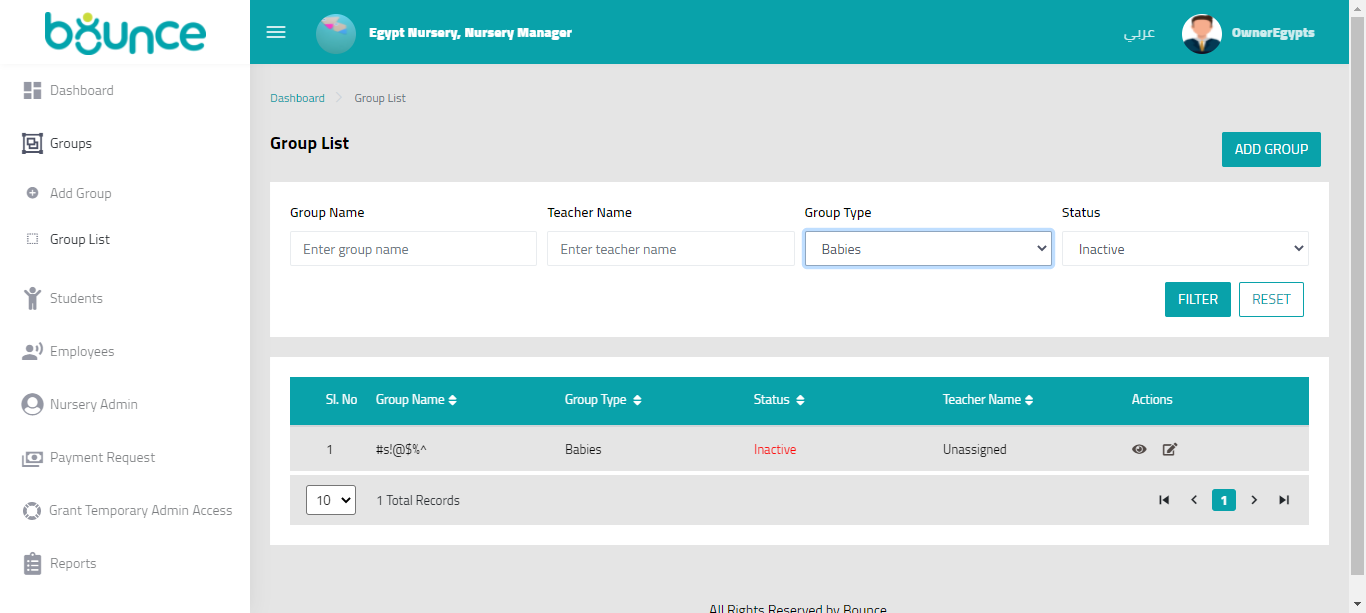 bounce
Egypt Nursery, Nursery Manager
عربي
OwnerEgypts
Dashboard
Groups
Add Group
Group List
Students
Employees
Nursery Admin
Payment Request
Grant Temporary Admin Access
Reports
Dashboard > Group List
Group List
ADD GROUP
Group Name Teacher Name Group Type Status
Enter group name Enter teacher name Babies Inactive
FILTER RESET
Sl. No Group Name Group Type Status Teacher Name Actions
1 #s!@$%^ Babies Inactive Unassigned
10 1 Total Records 1
All Rights Reserved by Bounce